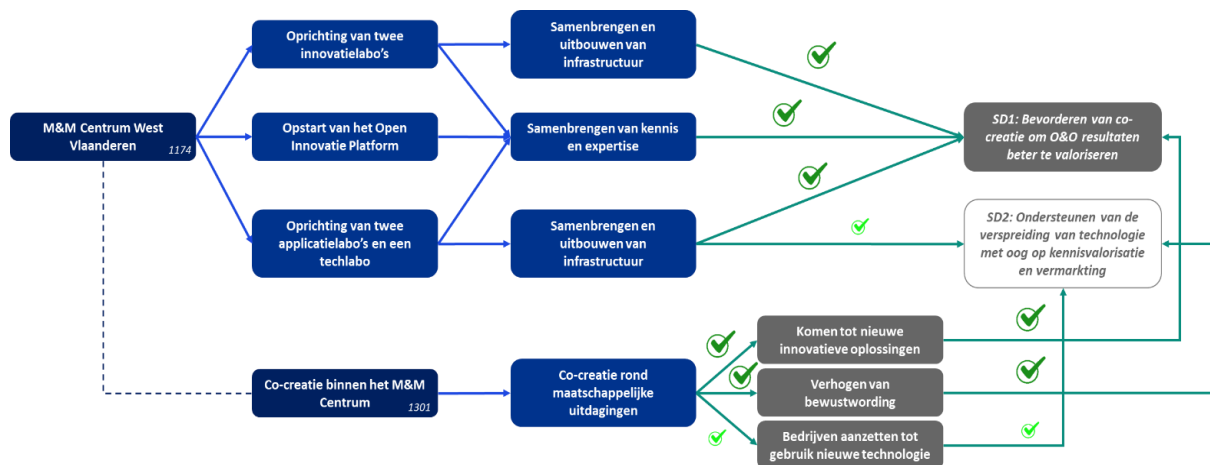 Oprichting van twee
innovatielabo's
Samenbrengen en
uitbouwen van
infrastructuur
M&M Centrum West
Vlaanderen
1174
Opstart van het Open
Innovatie Platform
Samenbrengen van kennis
en expertise
SD1: Bevorderen van co-
creatie om O&O resultaten
beter te valoriseren
Oprichting van twee
applicatielabo's en een
techlabo
Samenbrengen en
uitbouwen van
infrastructuur
SD2: Ondersteunen van de
verspreiding van technologie
met oog op kennisvalorisatie
en vermarkting
Co-creatie binnen het M&M
Centrum
1301
Co-creatie rond
maatschappelijke
uitdagingen
Komen tot nieuwe
innovatieve oplossingen
Verhogen van
bewustwording
Bedrijven aanzetten tot
gebruik nieuwe technologie